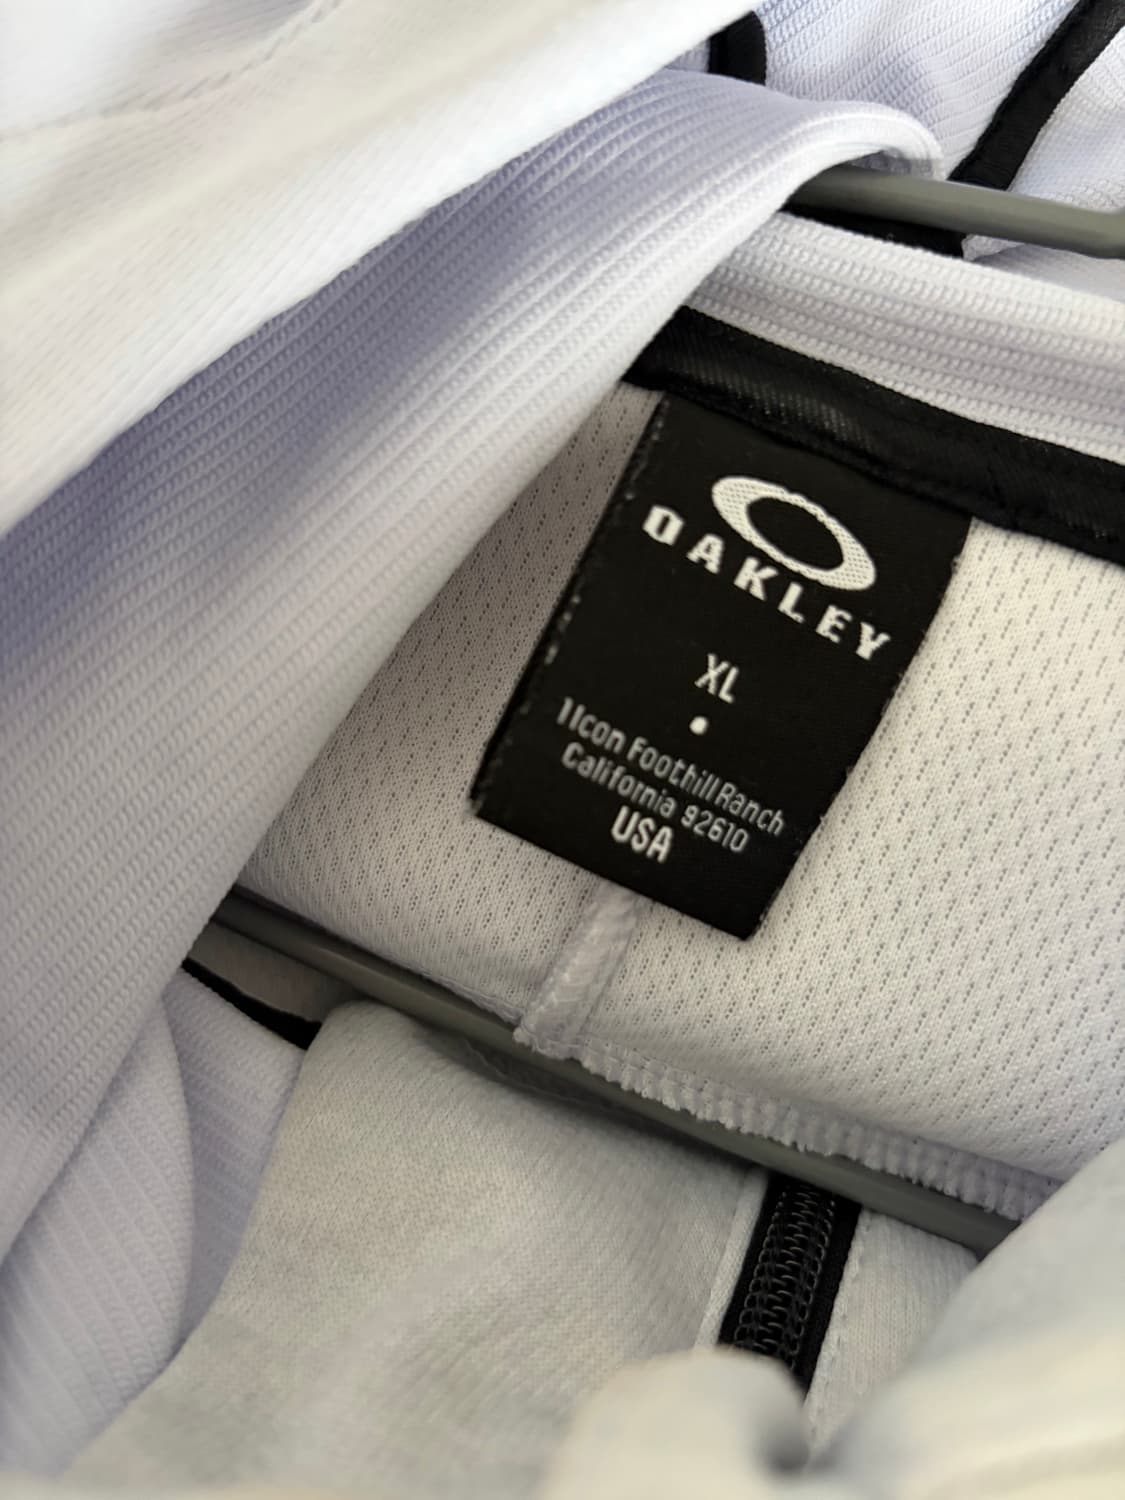 OAKLEY
XL
1 Icon Foothill Ranch
California 92610
USA